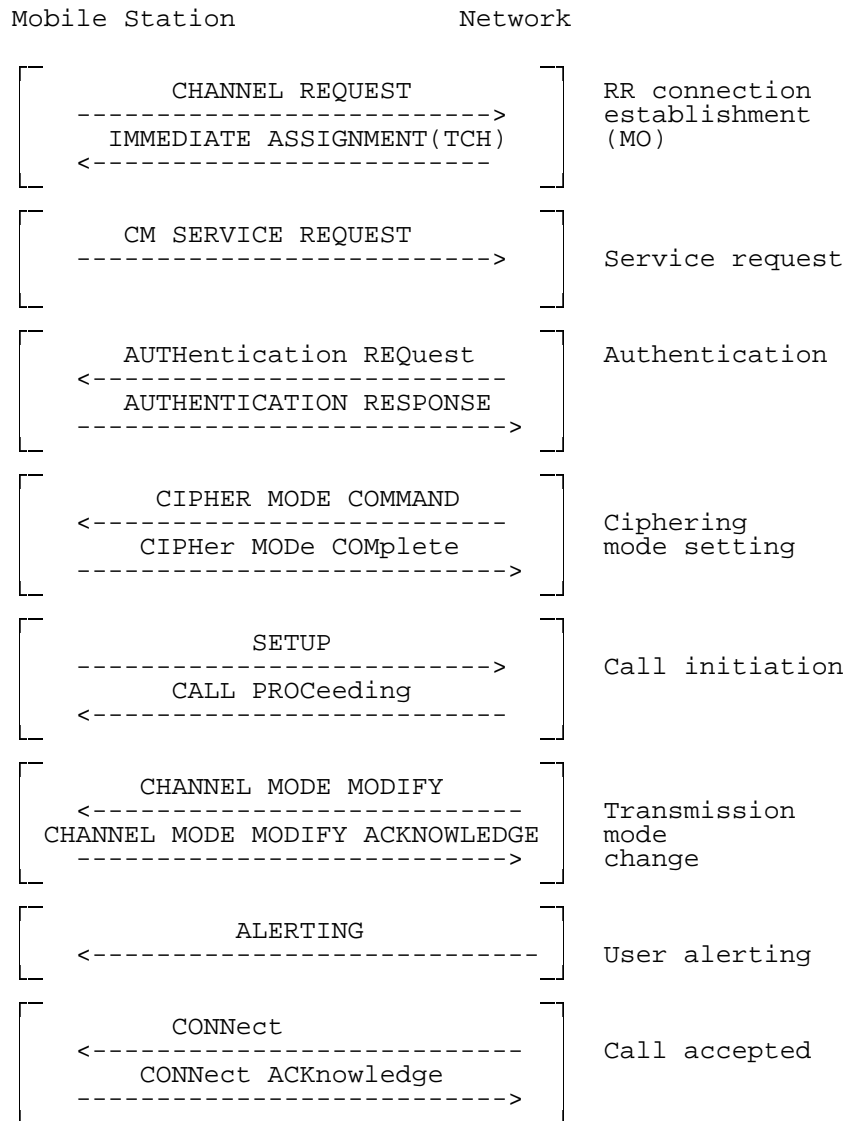 Mobile Station Network
CHANNEL REQUEST RR connection
--------------------------> establishment
IMMEDIATE ASSIGNMENT(TCH) (MO)
<-------------------------
CM SERVICE REQUEST
--------------------------> Service request
AUTHentication REQuest Authentication
<--------------------------
AUTHENTICATION RESPONSE
--------------------------->
CIPHER MODE COMMAND
<-------------------------- Ciphering
CIPHer MODe COMplete mode setting
--------------------------->
SETUP
--------------------------> Call initiation
CALL PROCeeding
<--------------------------
CHANNEL MODE MODIFY
<--------------------------- Transmission
CHANNEL MODE MODIFY ACKNOWLEDGE mode
---------------------------> change
ALERTING
<---------------------------- User alerting
CONNect
<--------------------------- Call accepted
CONNect ACKnowledge
--------------------------->